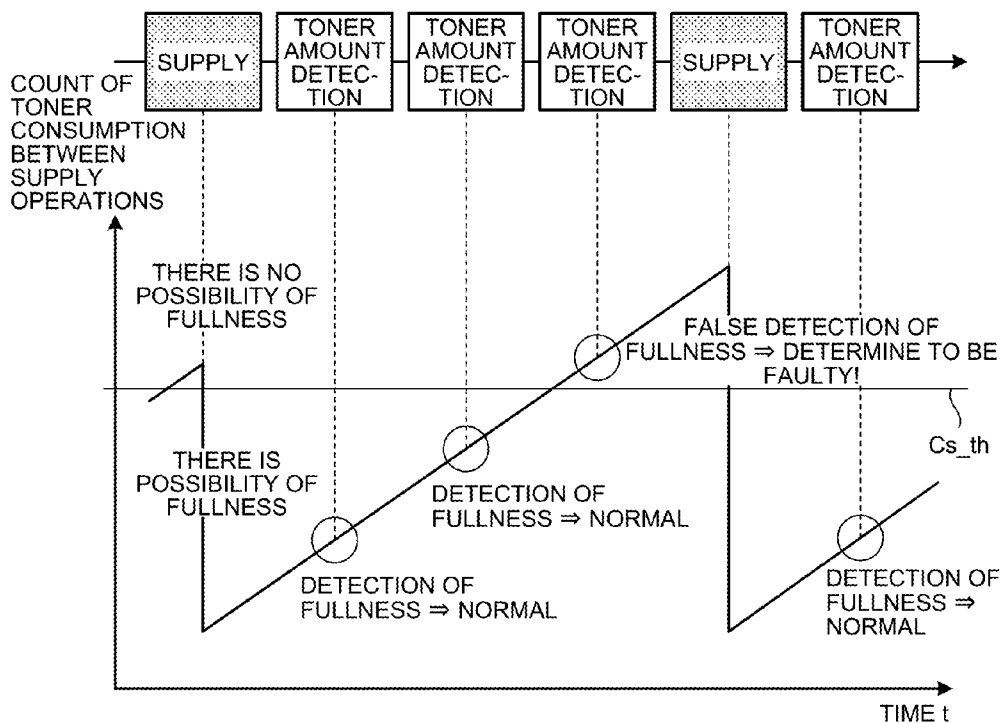 SUPPLY
TONER
AMOUNT
DETEC-
TION
TONER
AMOUNT
DETEC-
TION
TONER
AMOUNT
DETEC-
TION
SUPPLY
TONER
AMOUNT
DETEC-
TION
COUNT OF
TONER
CONSUMPTION
BETWEEN
SUPPLY
OPERATIONS
THERE IS NO
POSSIBILITY OF
FULLNESS
FALSE DETECTION OF
FULLNESS ⇒ DETERMINE TO BE
FAULTY!
Cs_th
THERE IS
POSSIBILITY OF
FULLNESS
DETECTION OF
FULLNESS ⇒ NORMAL
DETECTION OF
FULLNESS ⇒ NORMAL
DETECTION OF
FULLNESS ⇒
NORMAL
TIME t